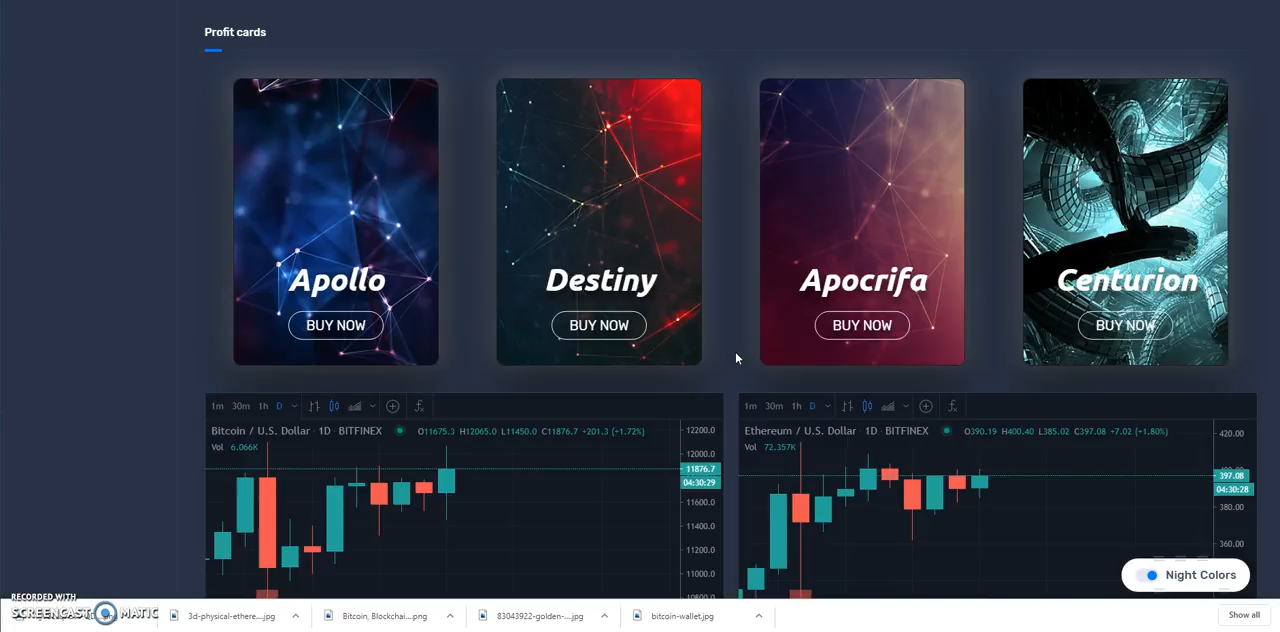 Profit cards
Apollo
Destiny
Apocrifa
Centurion
BUY NOW
BUY NOW
BUY NOW
BUY NOW
1m 30m 1h D
1m 30m 1h D
Bitcoin / U.S. Dollar · 1D · BITFINEX O11675.3 H12065.0 L11450.0 C11876.7 +201.3 (+1.72%)
Vol 6.066K
12200.0
12000.0
11876.7
04:30:29
11600.0
11400.0
11200.0
11000.0
10800.0
Ethereum / U.S. Dollar · 1D · BITFINEX O390.19 H400.40 L385.02 C397.08 +7.02 (+1.80%)
Vol 72.357K
420.00
397.08
04:30:28
380.00
360.00
Night Colors
RECORDED WITH
SCREENCAST-O-MATIC
3d-physical-ethere....jpg
Bitcoin, Blockchai....png
83043922-golden-....jpg
bitcoin-wallet.jpg
Show all